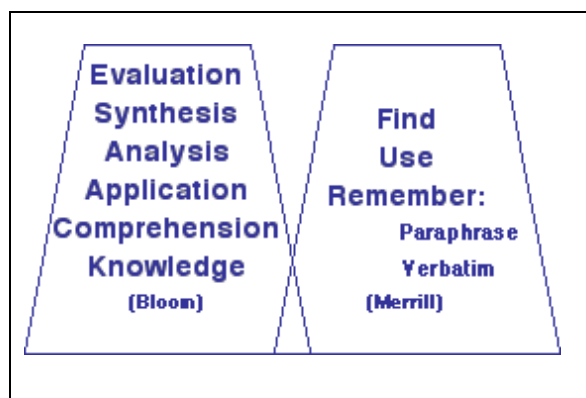 Evaluation
Synthesis
Analysis
Application
Comprehension
Knowledge
(Bloom)
Find
Use
Remember:
Paraphrase
Verbatim
(Merrill)